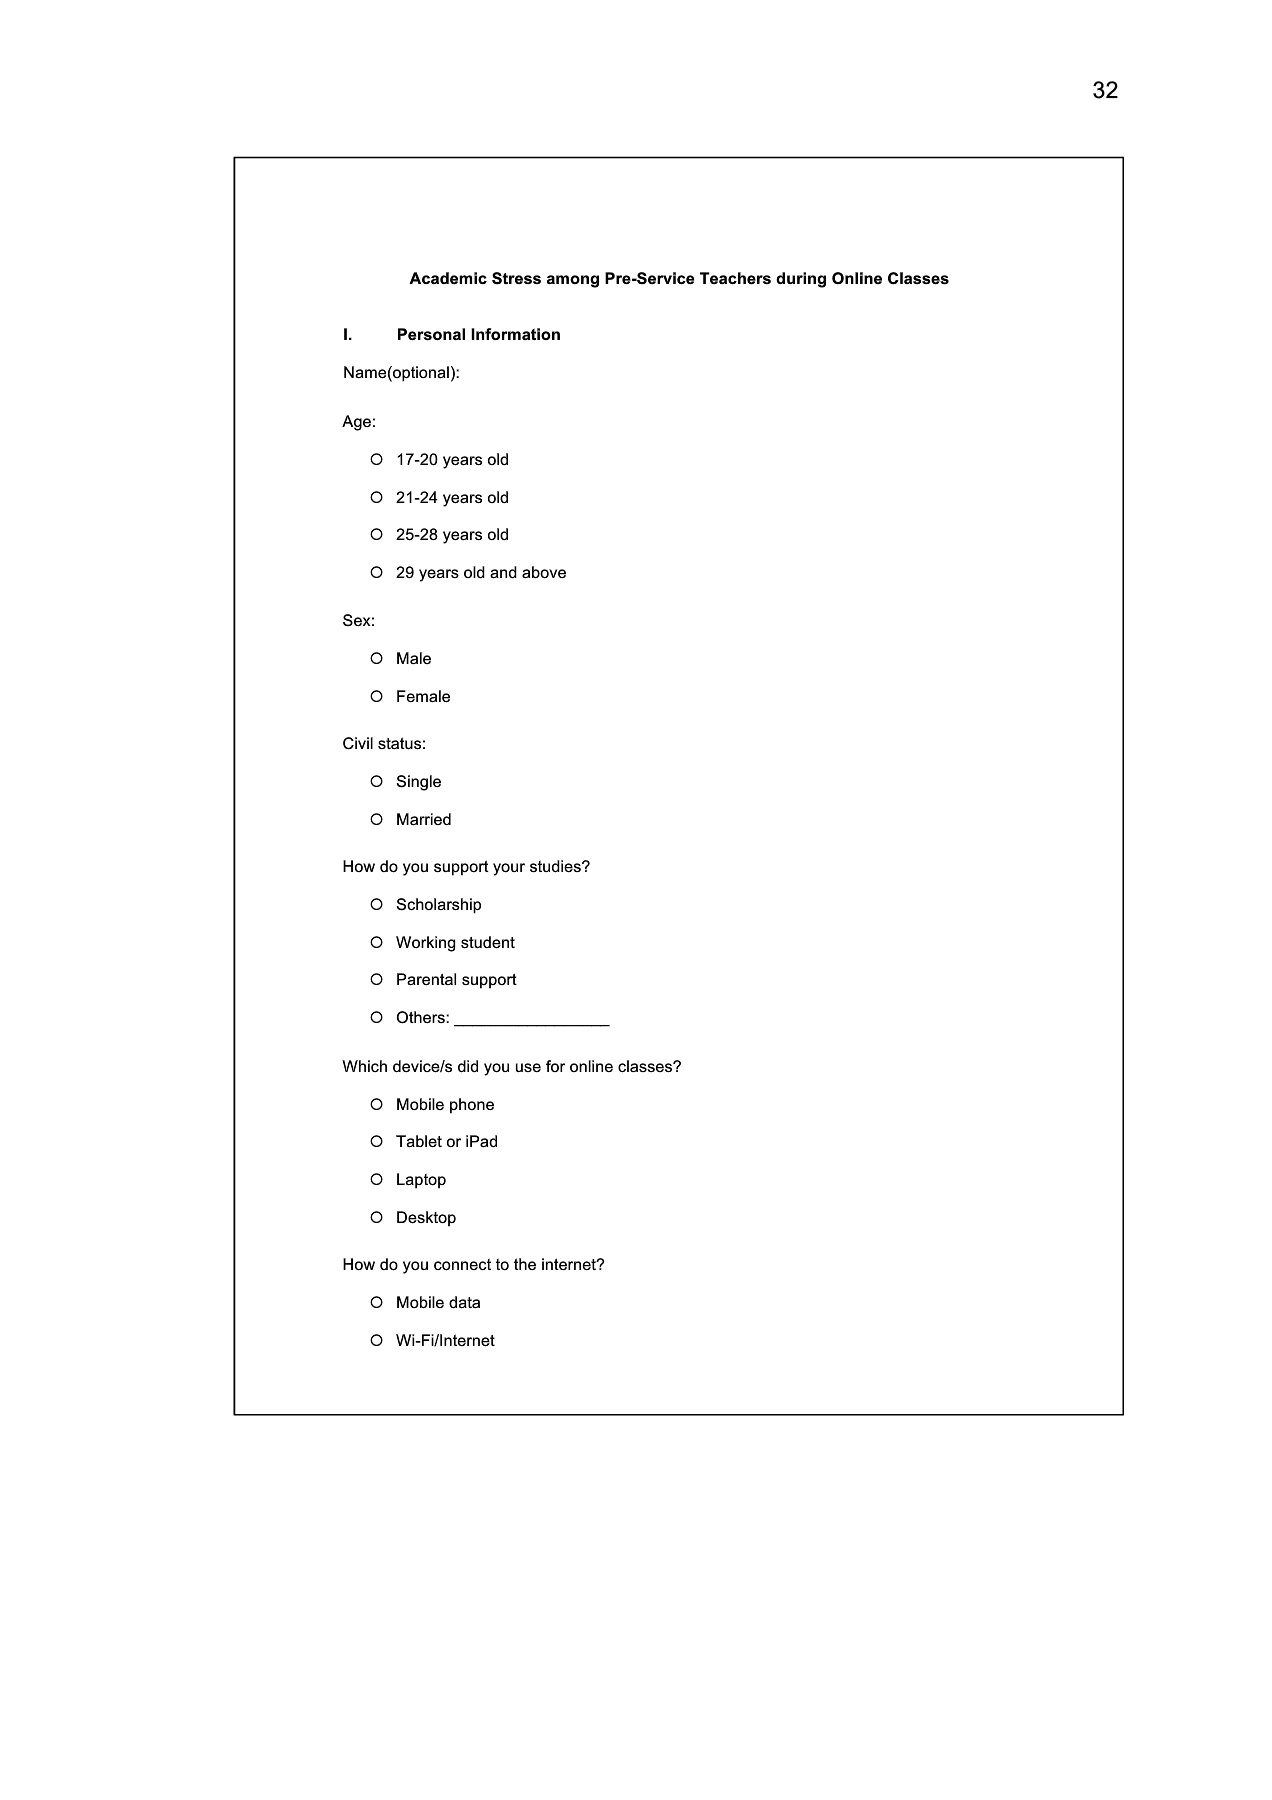 32
Academic Stress among Pre-Service Teachers during Online Classes
I. Personal Information
Name(optional):
Age:
○ 17-20 years old
○ 21-24 years old
○ 25-28 years old
○ 29 years old and above
Sex:
○ Male
○ Female
Civil status:
○ Single
○ Married
How do you support your studies?
○ Scholarship
○ Working student
○ Parental support
○ Others: _________________
Which device/s did you use for online classes?
○ Mobile phone
○ Tablet or iPad
○ Laptop
○ Desktop
How do you connect to the internet?
○ Mobile data
○ Wi-Fi/Internet